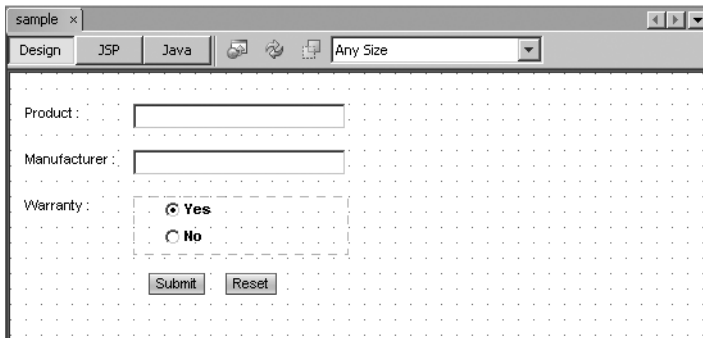 sample ×
Design JSP Java Any Size
Product :
Manufacturer :
Warranty :
Yes
No
Submit Reset